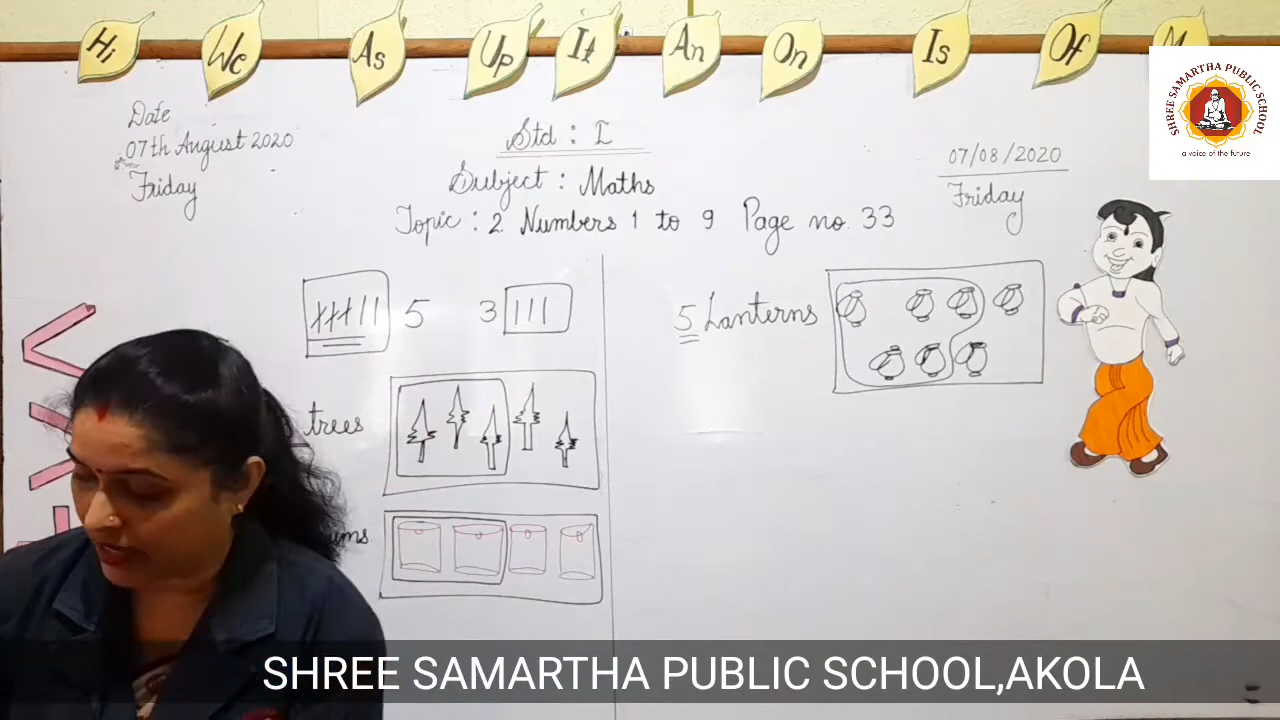 Hi We As Up It An On Is Of
SHREE SAMARTHA PUBLIC SCHOOL
a voice of the future
Date
07th August 2020
Friday
Std : I
Subject : Maths
Topic : 2 Numbers 1 to 9 Page no. 33
07/08/2020
Friday
5 3
trees
ums
5 Lanterns
SHREE SAMARTHA PUBLIC SCHOOL,AKOLA